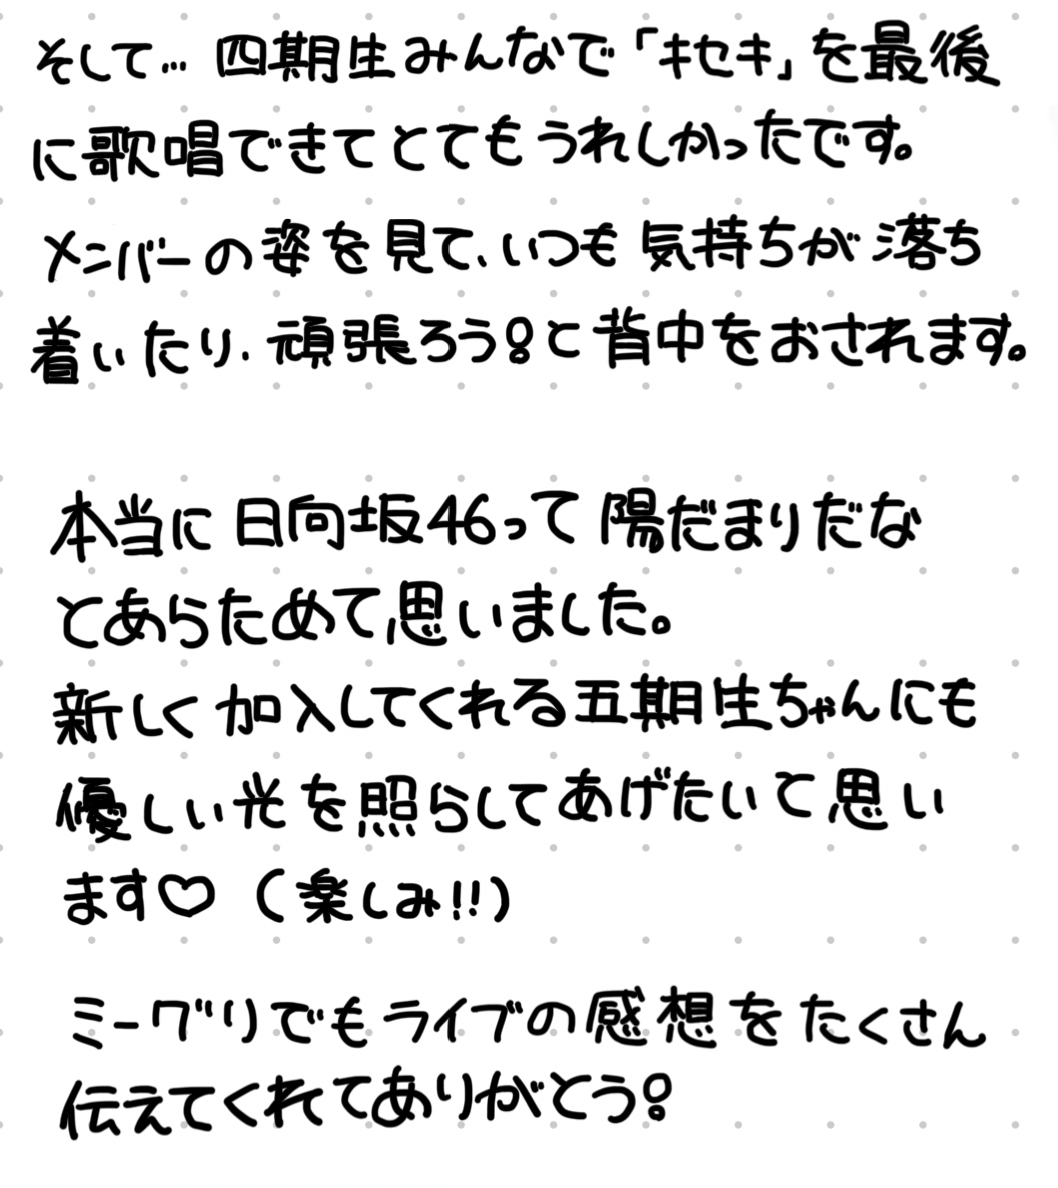 そして… 四期生みんなで「キセキ」を最後
に歌唱できてとてもうれしかったです。
メンバーの姿を見て、いつも気持ちが落ち
着いたり、頑張ろう!と背中をおされます。
本当に日向坂46って陽だまりだな
とあらためて思いました。
新しく加入してくれる五期生ちゃんにも
優しい光を照らしてあげたいと思い
ます♡(楽しみ!!)
ミーグリでもライブの感想をたくさん
伝えてくれてありがとう!